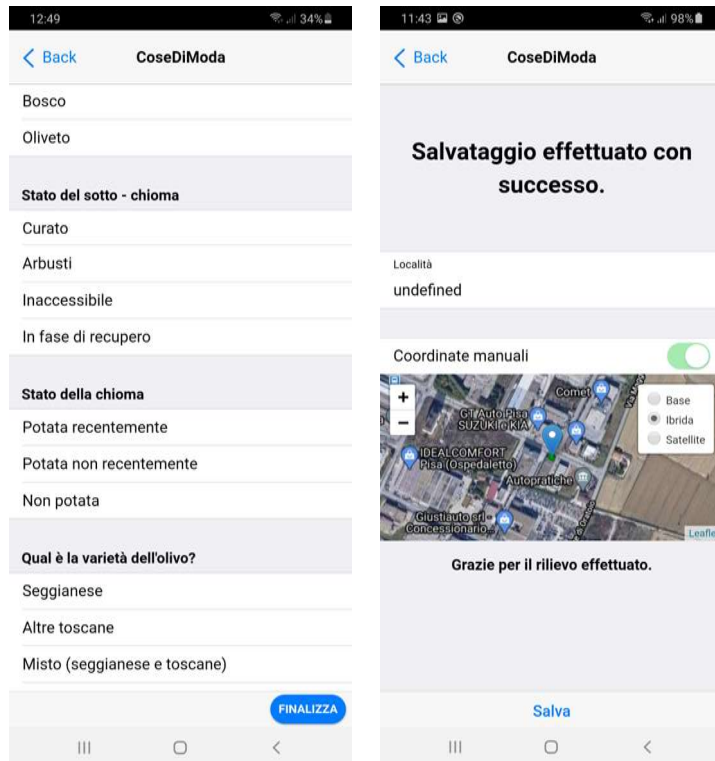 12:49
34%
Back
CoseDiModa
Bosco
Oliveto
Stato del sotto - chioma
Curato
Arbusti
Inaccessibile
In fase di recupero
Stato della chioma
Potata recentemente
Potata non recentemente
Non potata
Qual è la varietà dell'olivo?
Seggianese
Altre toscane
Misto (seggianese e toscane)
FINALIZZA
11:43
98%
Back
CoseDiModa
Salvataggio effettuato con
successo.
Località
undefined
Coordinate manuali
+
−
Base
Ibrida
Satellite
Comet
GT Auto Pisa
SUZUKI e KIA
IDEALCOMFORT
Pisa (Ospedaletto)
Autopratiche
Giustiauto srl -
Concessionario...
Leafle
Grazie per il rilievo effettuato.
Salva